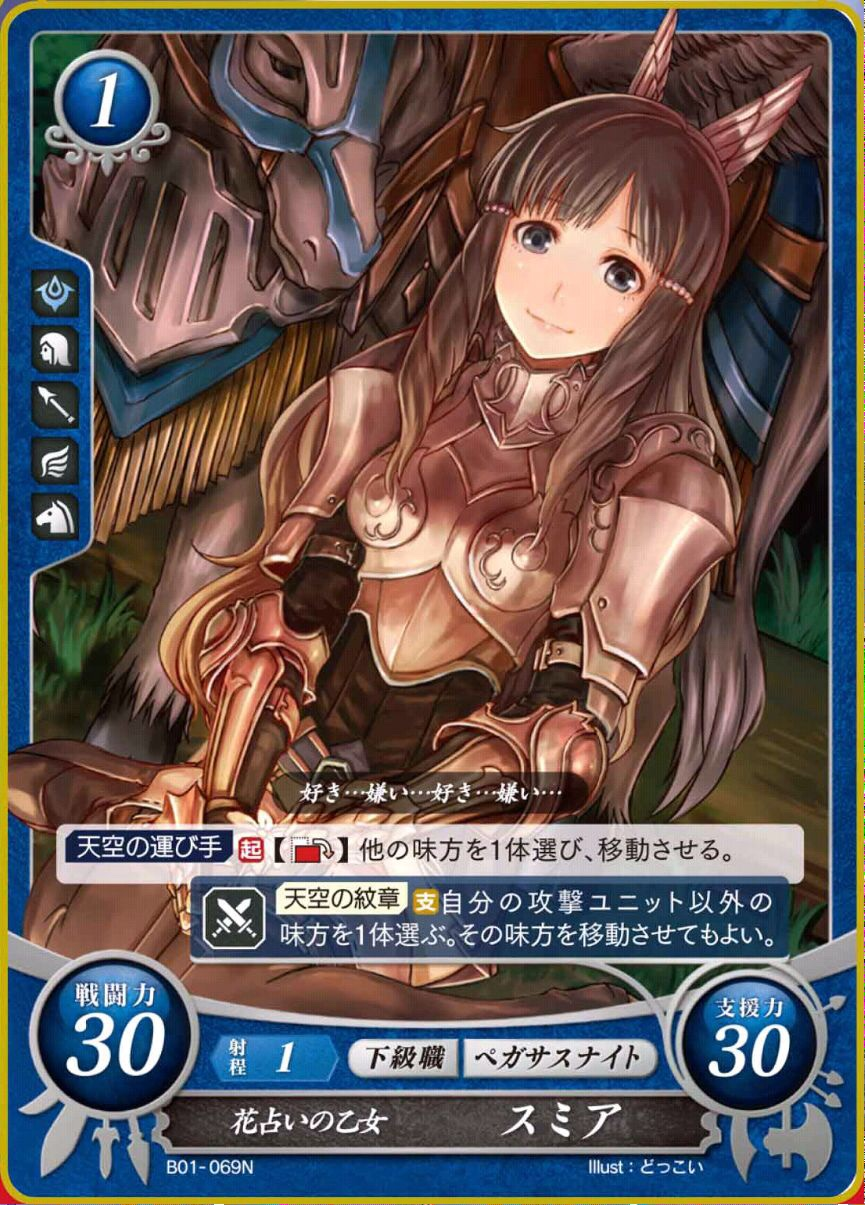 1
好き…嫌い…好き…嫌い…
天空の運び手 起【】他の味方を1体選び、移動させる。
天空の紋章 支 自分の攻撃ユニット以外の
味方を1体選ぶ。その味方を移動させてもよい。
戦闘力
30
射程 1
下級職 ペガサスナイト
支援力
30
花占いの乙女 スミア
B01-069N Illust:どっこい